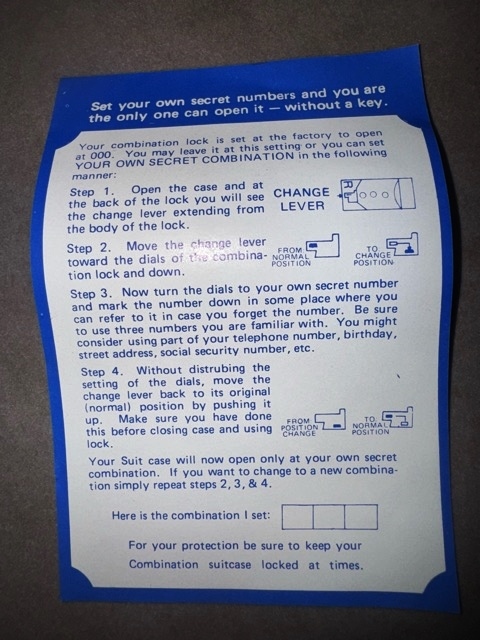 Set your own secret numbers and you are
the only one can open it — without a key.
Your combination lock is set at the factory to open
at 000. You may leave it at this setting or you can set
YOUR OWN SECRET COMBINATION in the following
manner:
Step 1. Open the case and at
the back of the lock you will see
the change lever extending from
the body of the lock.
CHANGE
LEVER
Step 2. Move the change lever
toward the dials of the combina-
tion lock and down.
FROM
NORMAL
POSITION
TO
CHANGE
POSITION
Step 3. Now turn the dials to your own secret number
and mark the number down in some place where you
can refer to it in case you forget the number. Be sure
to use three numbers you are familiar with. You might
consider using part of your telephone number, birthday,
street address, social security number, etc.
Step 4. Without distrubing the
setting of the dials, move the
change lever back to its original
(normal) position by pushing it
up. Make sure you have done
this before closing case and using
lock.
FROM
POSITION
CHANGE
TO
NORMAL
POSITION
Your Suit case will now open only at your own secret
combination. If you want to change to a new combina-
tion simply repeat steps 2, 3, & 4.
Here is the combination I set:
For your protection be sure to keep your
Combination suitcase locked at times.